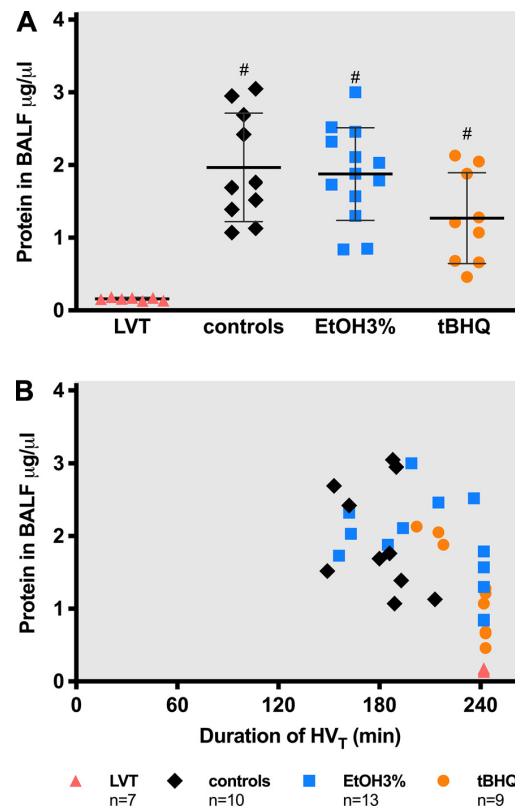 A
Protein in BALF µg/µl
4
3
2
1
0
# # #
LVT controls EtOH3% tBHQ
B
Protein in BALF µg/µl
4
3
2
1
0
0 60 120 180 240
Duration of HVT (min)
LVT controls EtOH3% tBHQ
n=7 n=10 n=13 n=9